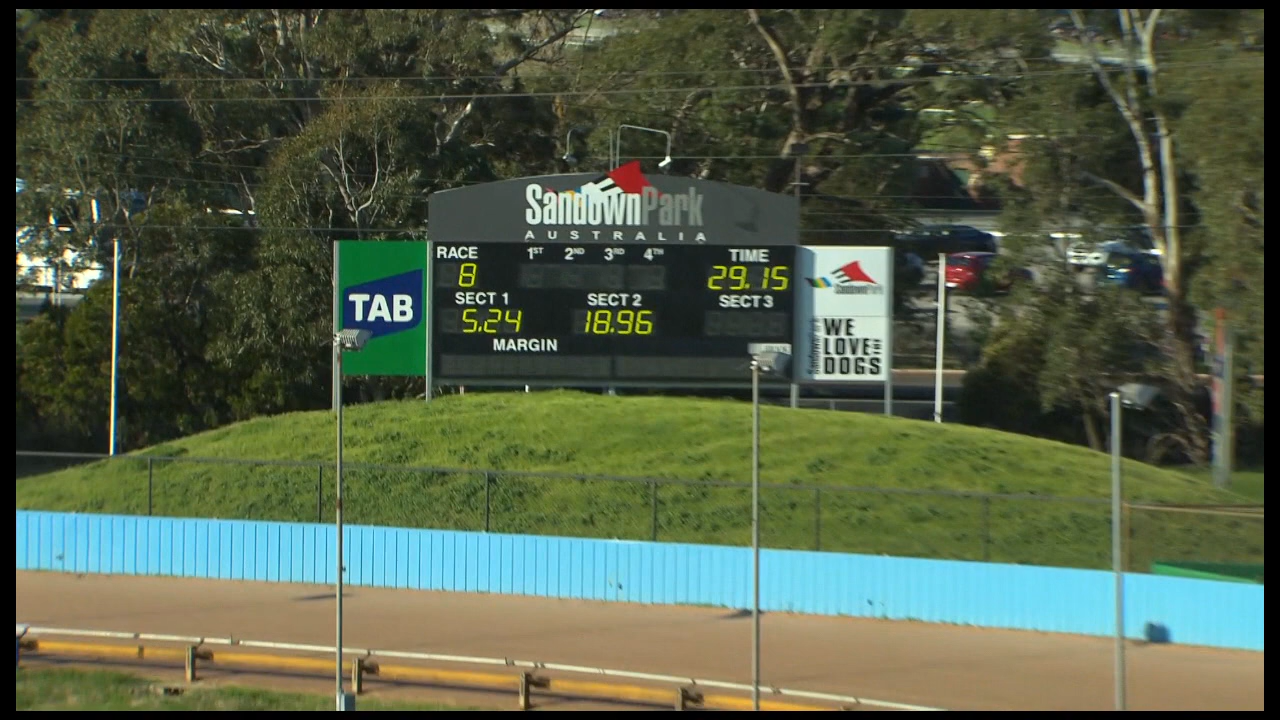 SandownPark
AUSTRALIA
RACE 1ST 2ND 3RD 4TH TIME
8 29.15
SECT 1 SECT 2 SECT 3
5.24 18.96
MARGIN
TAB
SandownPark
WE
LOVE
DOGS